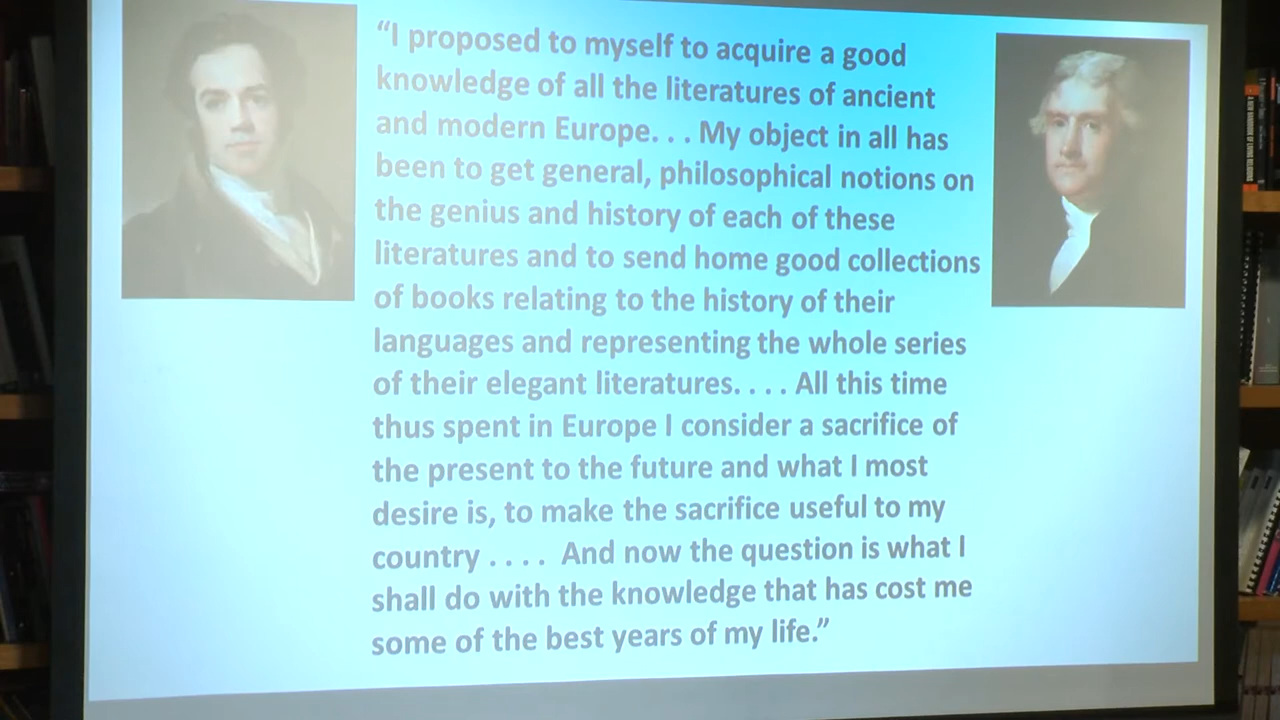 “I proposed to myself to acquire a good
knowledge of all the literatures of ancient
and modern Europe. . . My object in all has
been to get general, philosophical notions on
the genius and history of each of these
literatures and to send home good collections
of books relating to the history of their
languages and representing the whole series
of their elegant literatures. . . . All this time
thus spent in Europe I consider a sacrifice of
the present to the future and what I most
desire is, to make the sacrifice useful to my
country . . . . And now the question is what I
shall do with the knowledge that has cost me
some of the best years of my life.”